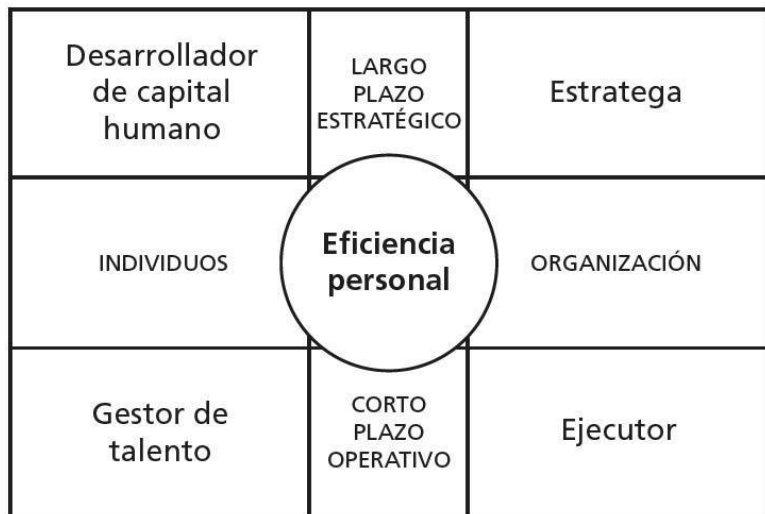 Desarrollador
de capital
humano
LARGO
PLAZO
ESTRATÉGICO
Estratega
INDIVIDUOS
Eficiencia
personal
ORGANIZACIÓN
Gestor de
talento
CORTO
PLAZO
OPERATIVO
Ejecutor